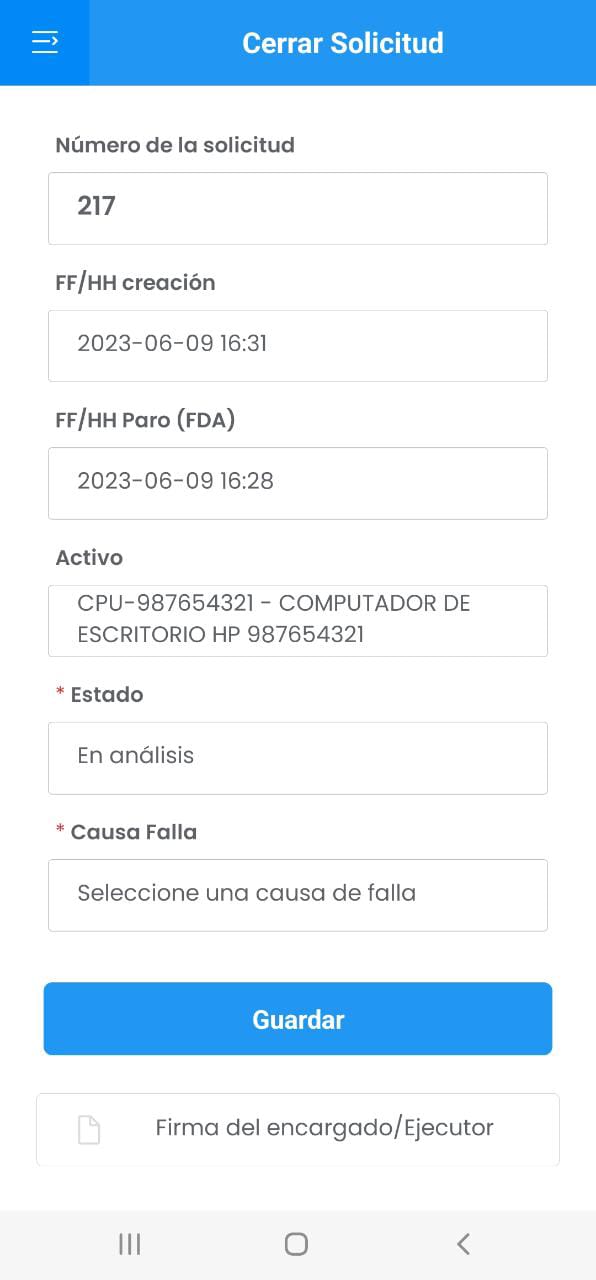 Cerrar Solicitud
Número de la solicitud
217
FF/HH creación
2023-06-09 16:31
FF/HH Paro (FDA)
2023-06-09 16:28
Activo
CPU-987654321 - COMPUTADOR DE
ESCRITORIO HP 987654321
* Estado
En análisis
* Causa Falla
Seleccione una causa de falla
Guardar
Firma del encargado/Ejecutor